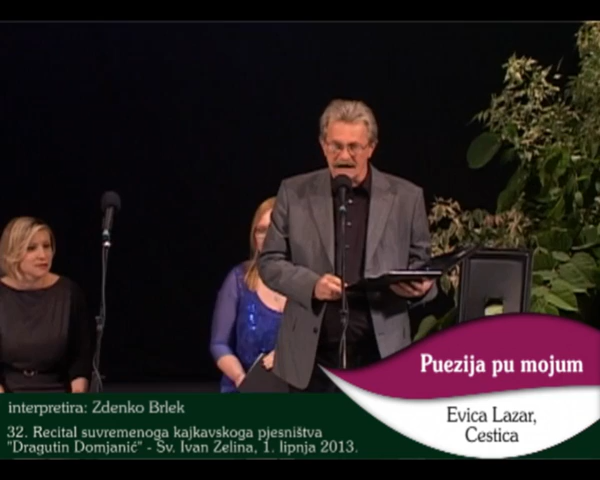 Puezija pu mojum
Evica Lazar,
Cestica
interpretira: Zdenko Brlek
32. Recital suvremenoga kajkavskoga pjesništva
"Dragutin Domjanić" - Sv. Ivan Zelina, 1. lipnja 2013.